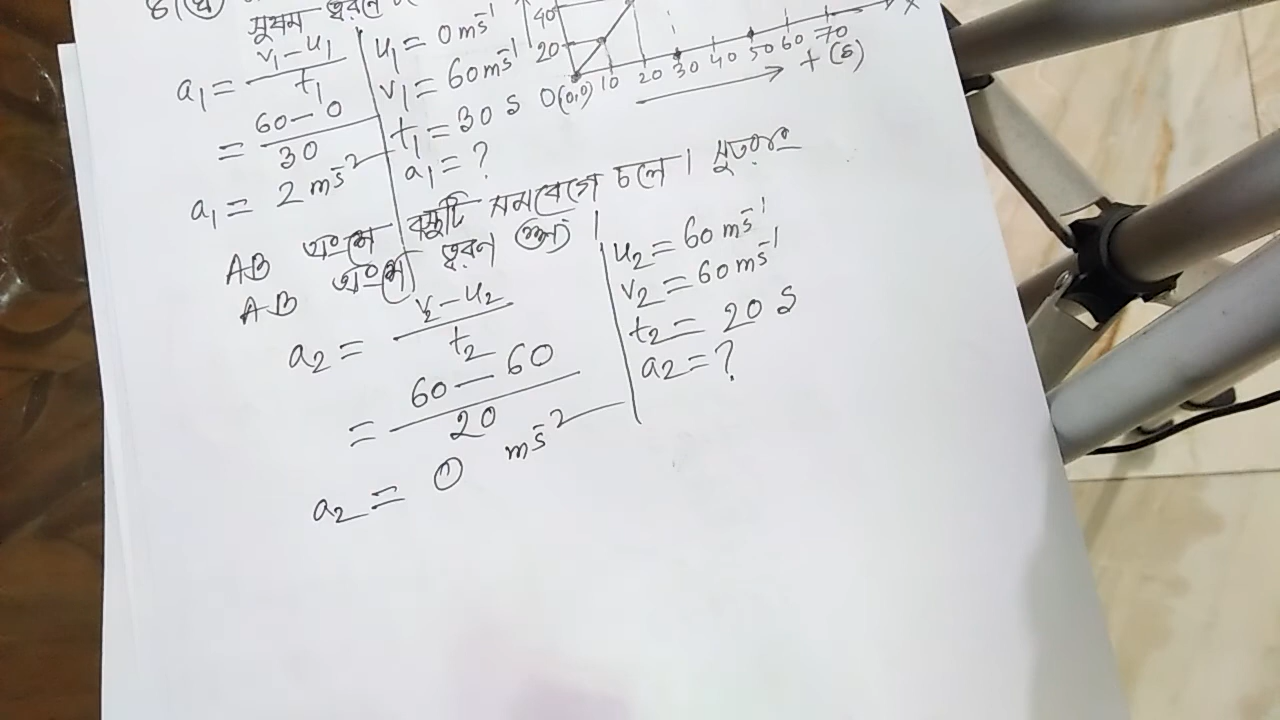 সুষম ত্বরণে
a₁ = (v₁ – u₁) / t₁
= (60 – 0) / 30
a₁ = 2 ms⁻²
u₁ = 0 ms⁻¹
v₁ = 60 ms⁻¹
t₁ = 30 s
a₁ = ?
40
20
O(0,0) 10 20 30 40 50 60 70
X
t (s)
AB অংশে বস্তুটি সমবেগে চলে। সুতরাং
AB অংশে ত্বরণ শূন্য।
a₂ = (v₂ – u₂) / t₂
= (60 – 60) / 20
a₂ = 0 ms⁻²
u₂ = 60 ms⁻¹
v₂ = 60 ms⁻¹
t₂ = 20 s
a₂ = ?